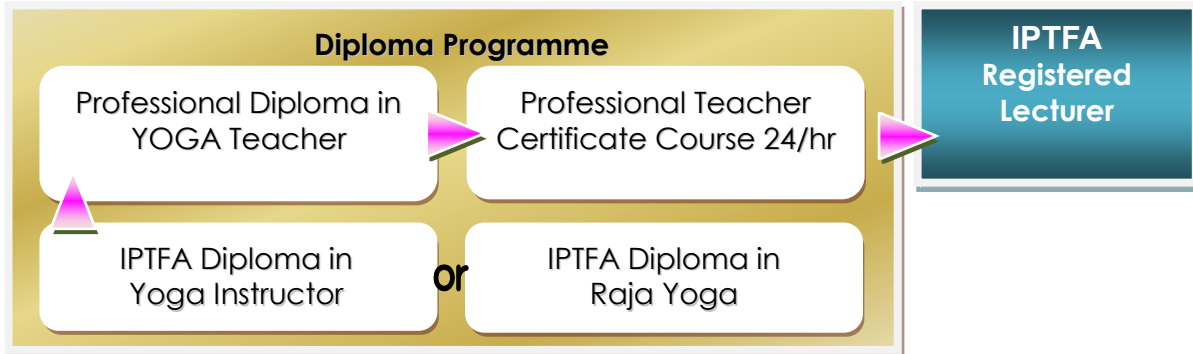 Diploma Programme
Professional Diploma in
YOGA Teacher
Professional Teacher
Certificate Course 24/hr
IPTFA Diploma in
Yoga Instructor
or
IPTFA Diploma in
Raja Yoga
IPTFA
Registered
Lecturer